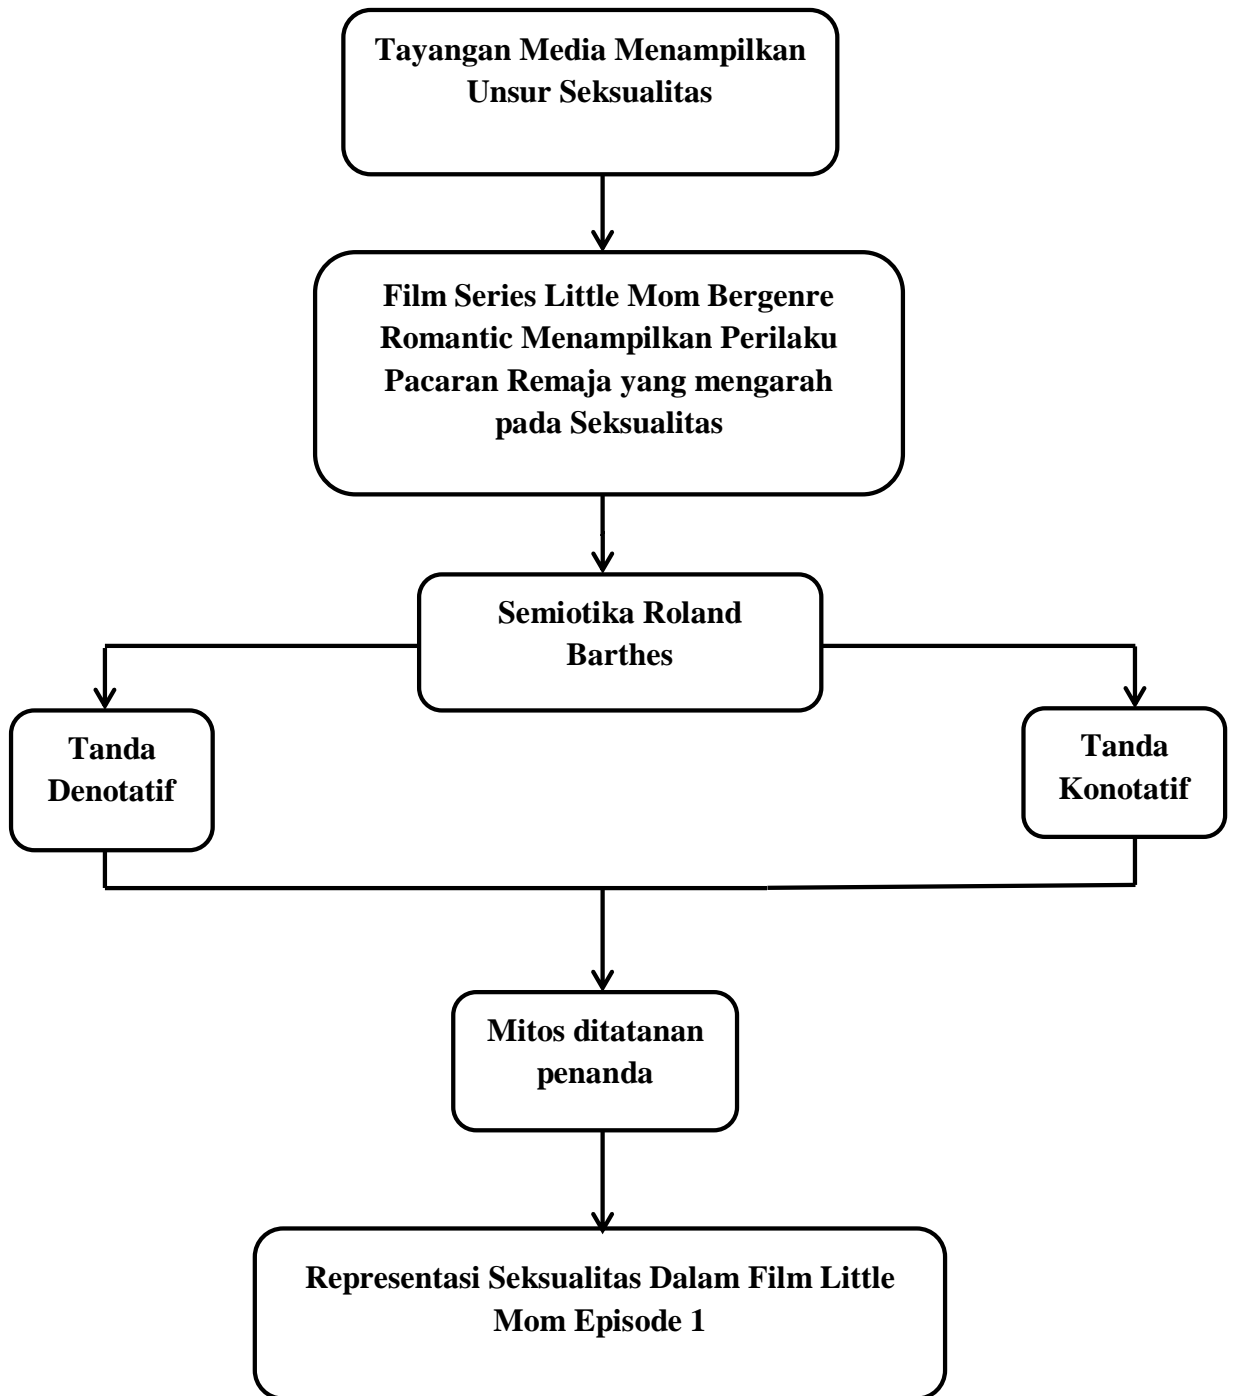 Tayangan Media Menampilkan
Unsur Seksualitas
Film Series Little Mom Bergenre
Romantic Menampilkan Perilaku
Pacaran Remaja yang mengarah
pada Seksualitas
Semiotika Roland
Barthes
Tanda
Denotatif
Tanda
Konotatif
Mitos ditatanan
penanda
Representasi Seksualitas Dalam Film Little
Mom Episode 1